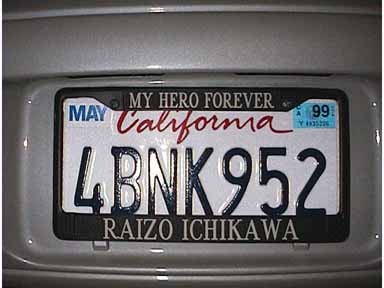 MY HERO FOREVER
MAY California 99
4BNK952
RAIZO ICHIKAWA